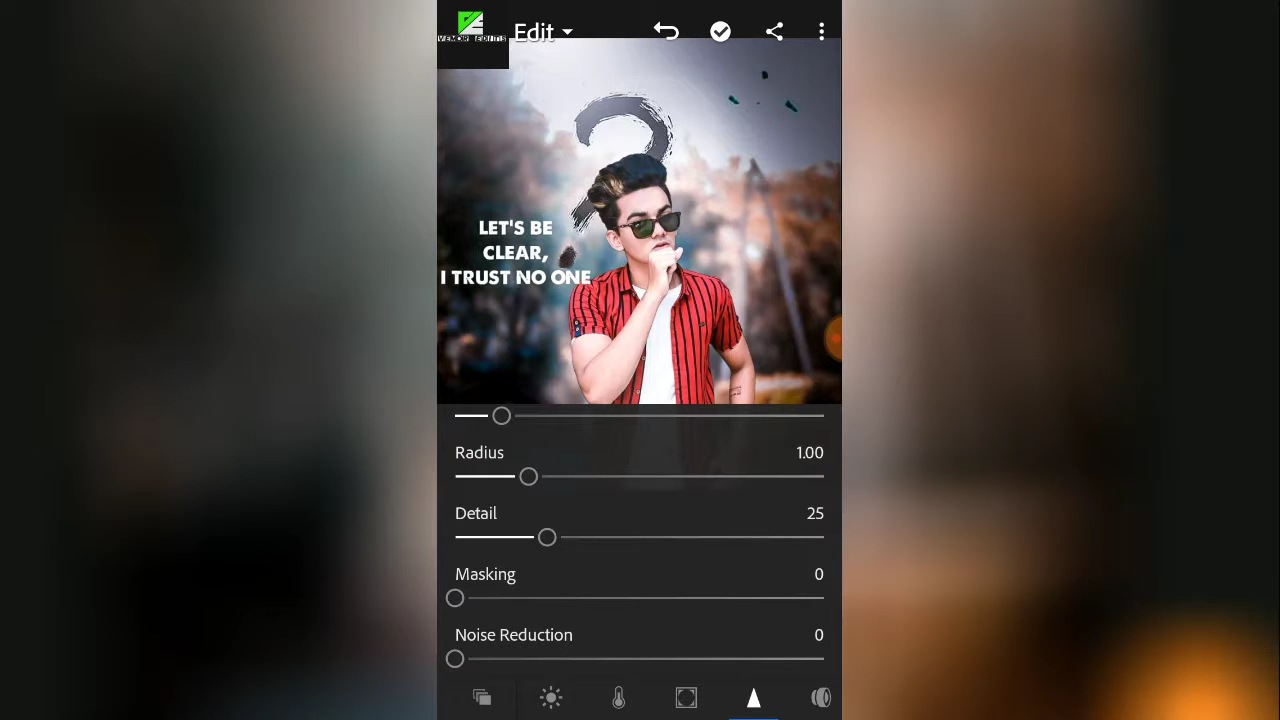 Edit
LET'S BE
CLEAR,
I TRUST NO ONE
Radius 1.00
Detail 25
Masking 0
Noise Reduction 0